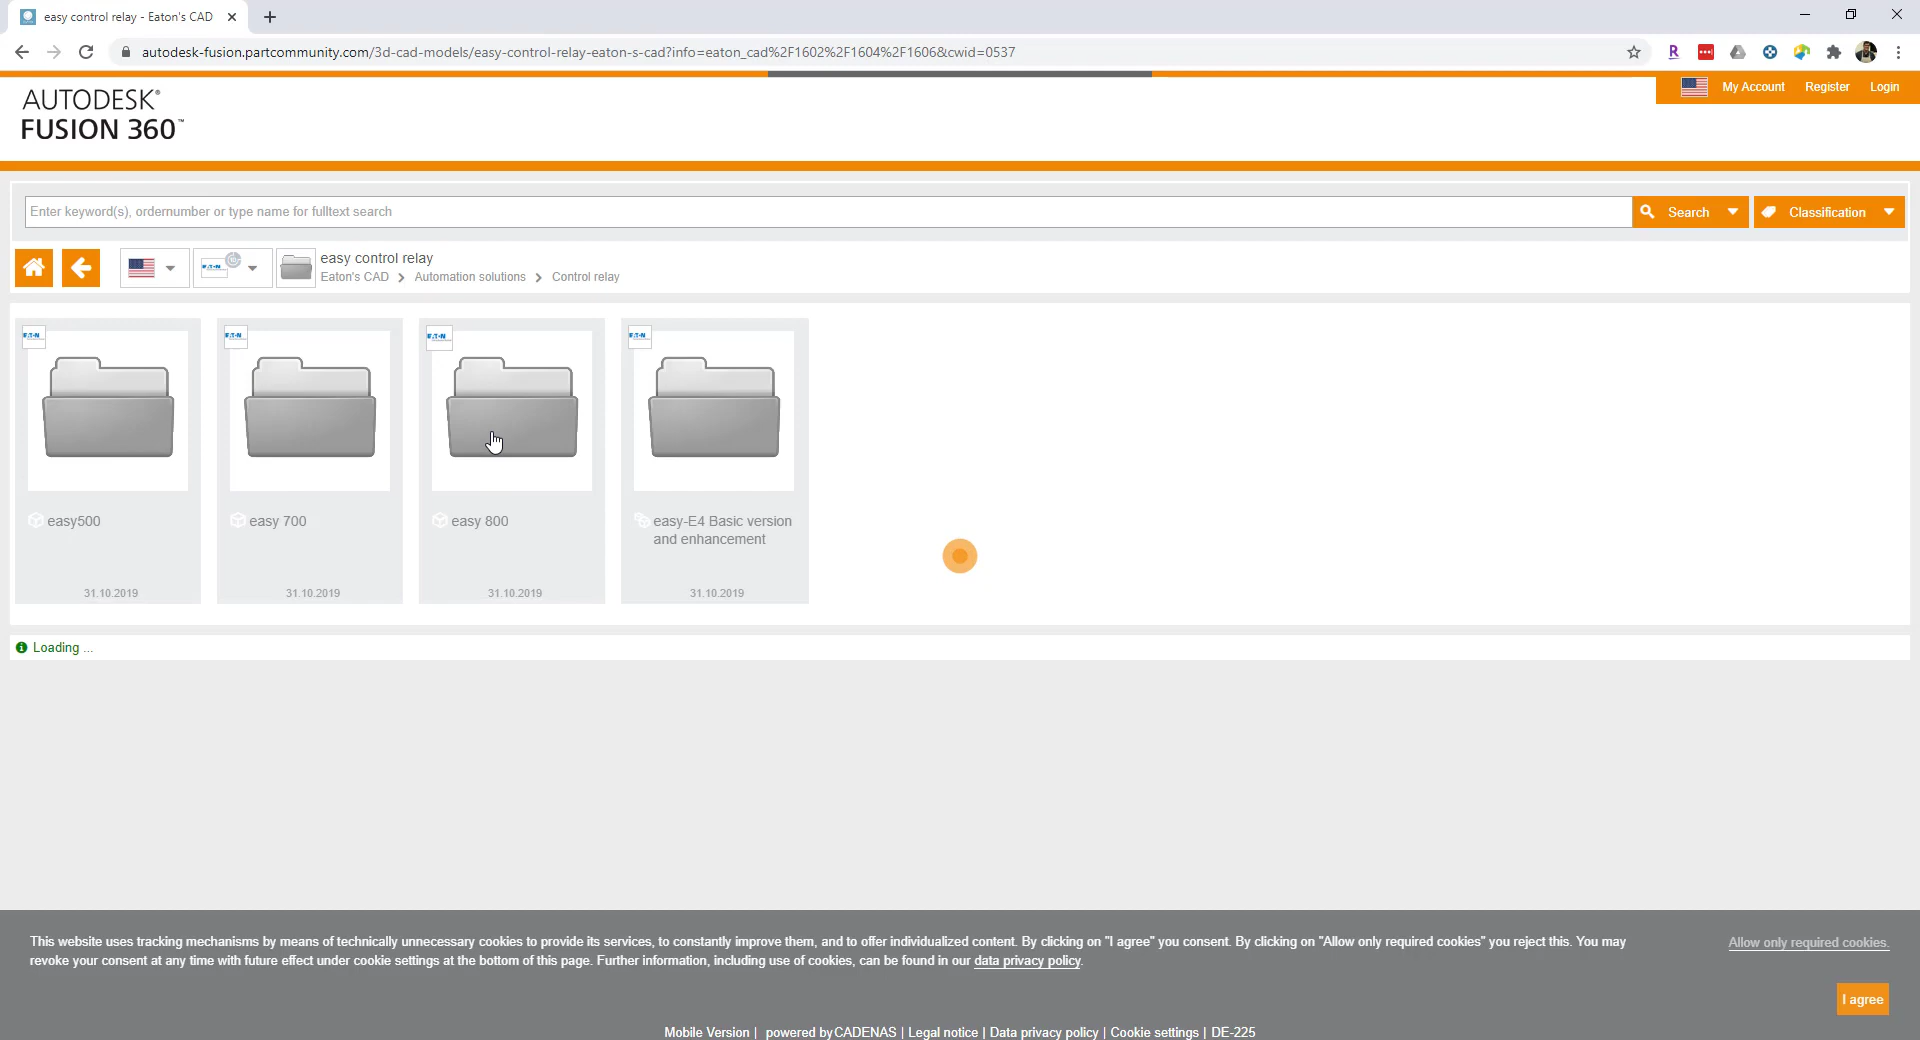 easy control relay - Eaton's CAD
autodesk-fusion.partcommunity.com/3d-cad-models/easy-control-relay-eaton-s-cad?info=eaton_cad%2F1602%2F1604%2F1606&cwid=0537
AUTODESK®
FUSION 360™
My Account Register Login
Enter keyword(s), ordernumber or type name for fulltext search
Search
Classification
easy control relay
Eaton's CAD > Automation solutions > Control relay
easy500
31.10.2019
easy 700
31.10.2019
easy 800
31.10.2019
easy-E4 Basic version
and enhancement
31.10.2019
Loading ...
This website uses tracking mechanisms by means of technically unnecessary cookies to provide its services, to constantly improve them, and to offer individualized content. By clicking on "I agree" you consent. By clicking on "Allow only required cookies" you reject this. You may
revoke your consent at any time with future effect under cookie settings at the bottom of this page. Further information, including use of cookies, can be found in our data privacy policy.
Allow only required cookies.
I agree
Mobile Version | powered by CADENAS | Legal notice | Data privacy policy | Cookie settings | DE-225